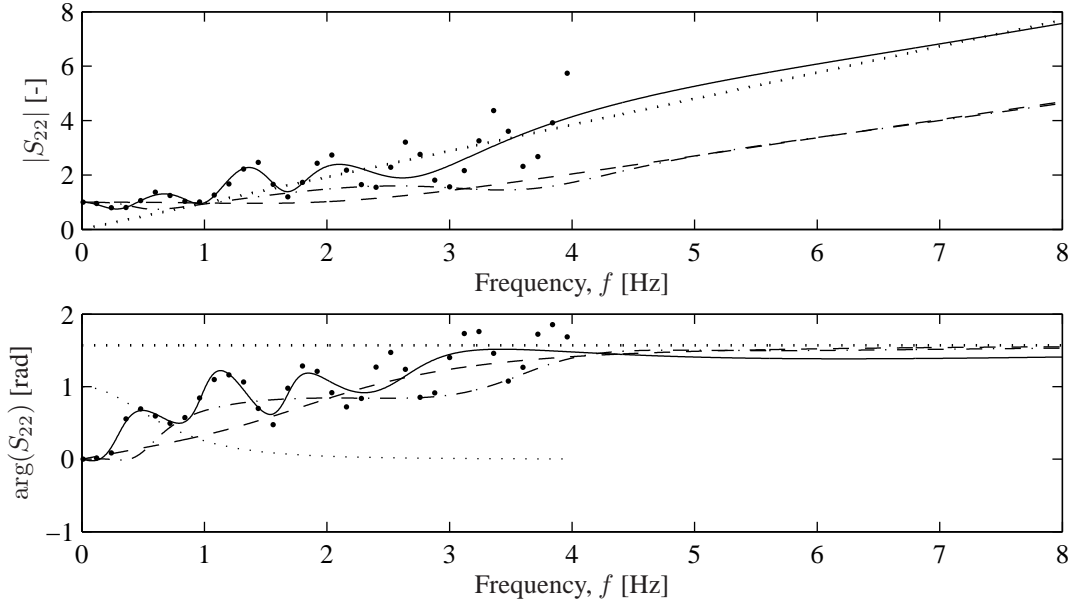 8
6
4
2
0
|S₂₂| [-]
0 1 2 3 4 5 6 7 8
Frequency, f [Hz]
2
1
0
−1
arg(S₂₂) [rad]
0 1 2 3 4 5 6 7 8
Frequency, f [Hz]